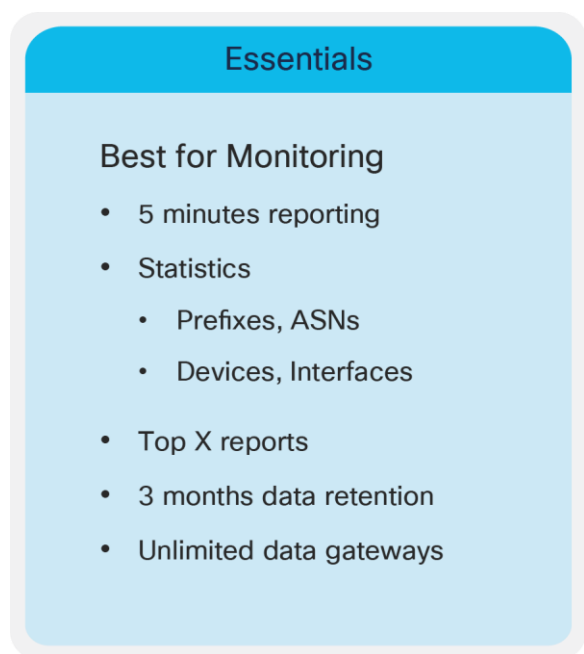 Essentials
Best for Monitoring
• 5 minutes reporting
• Statistics
• Prefixes, ASNs
• Devices, Interfaces
• Top X reports
• 3 months data retention
• Unlimited data gateways